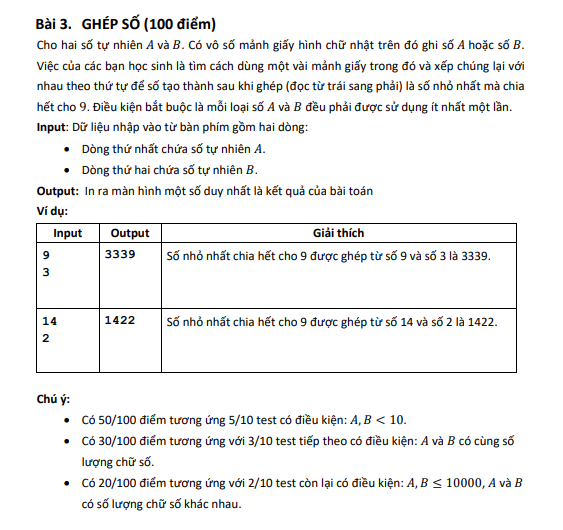 Bài 3. GHÉP SỐ (100 điểm)
Cho hai số tự nhiên A và B. Có vô số mảnh giấy hình chữ nhật trên đó ghi số A hoặc số B.
Việc của các bạn học sinh là tìm cách dùng một vài mảnh giấy trong đó và xếp chúng lại với
nhau theo thứ tự để số tạo thành sau khi ghép (đọc từ trái sang phải) là số nhỏ nhất mà chia
hết cho 9. Điều kiện bắt buộc là mỗi loại số A và B đều phải được sử dụng ít nhất một lần.
Input: Dữ liệu nhập vào từ bàn phím gồm hai dòng:
• Dòng thứ nhất chứa số tự nhiên A.
• Dòng thứ hai chứa số tự nhiên B.
Output: In ra màn hình một số duy nhất là kết quả của bài toán
Ví dụ:
Input Output Giải thích
9 3339 Số nhỏ nhất chia hết cho 9 được ghép từ số 9 và số 3 là 3339.
3
14 1422 Số nhỏ nhất chia hết cho 9 được ghép từ số 14 và số 2 là 1422.
2
Chú ý:
• Có 50/100 điểm tương ứng 5/10 test có điều kiện: A, B < 10.
• Có 30/100 điểm tương ứng với 3/10 test tiếp theo có điều kiện: A và B có cùng số
lượng chữ số.
• Có 20/100 điểm tương ứng với 2/10 test còn lại có điều kiện: A, B ≤ 10000, A và B
có số lượng chữ số khác nhau.